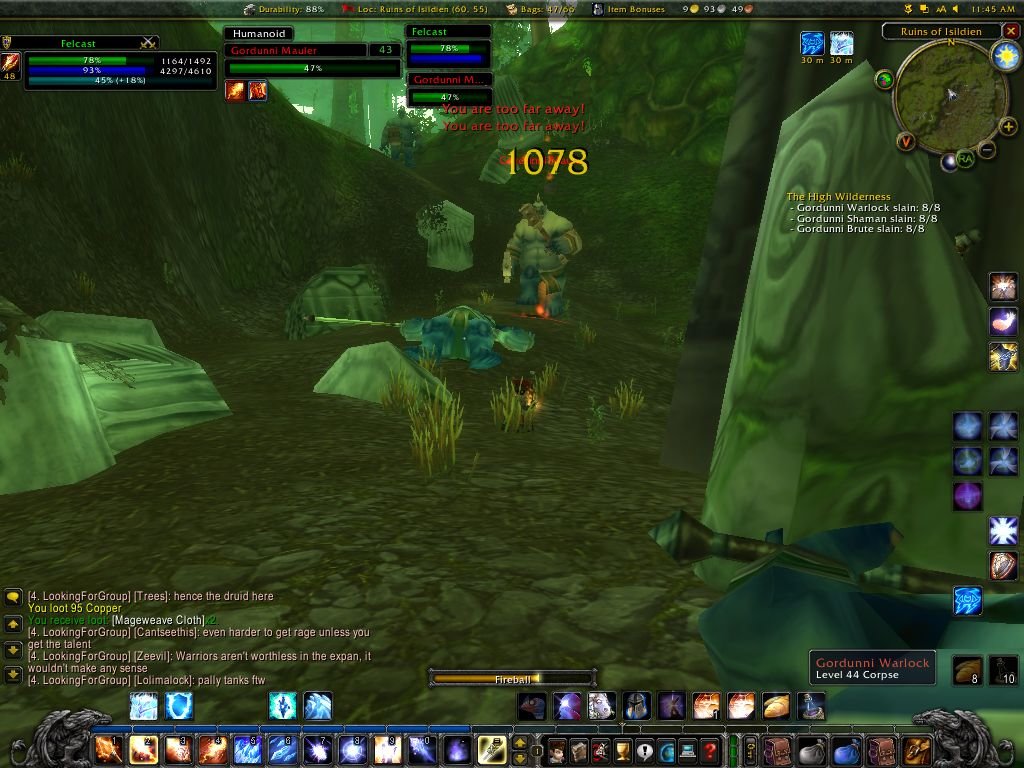 Durability: 88% Loc: Ruins of Isildien (60, 55) Bags: 47/66 Item Bonuses 9 93 49 11:45 AM
Felcast
78% 1164/1492
93% 4297/4610
45% (+18%)
48
Humanoid
Gordunni Mauler 43
47%
Felcast
78%
Gordunni M...
47%
30 m 30 m
Ruins of Isildien
N
You are too far away!
You are too far away!
1078
The High Wilderness
- Gordunni Warlock slain: 8/8
- Gordunni Shaman slain: 8/8
- Gordunni Brute slain: 8/8
[4. LookingForGroup] [Trees]: hence the druid here
You loot 95 Copper
You receive loot: [Mageweave Cloth]x2.
[4. LookingForGroup] [Cantseethis]: even harder to get rage unless you
get the talent
[4. LookingForGroup] [Zeevil]: Warriors aren't worthless in the expan, it
wouldn't make any sense
[4. LookingForGroup] [Lolimalock]: pally tanks ftw
Fireball
Gordunni Warlock
Level 44 Corpse
8 10